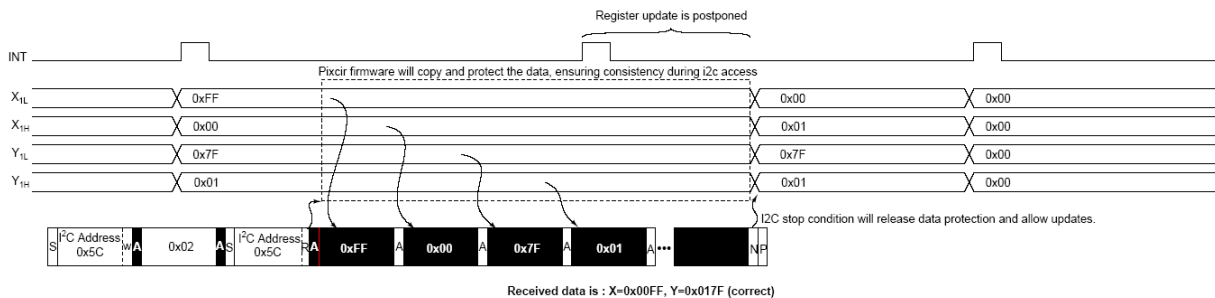 Register update is postponed
INT
Pixcir firmware will copy and protect the data, ensuring consistency during i2c access
X1L 0xFF 0x00 0x00
X1H 0x00 0x01 0x00
Y1L 0x7F 0x7F 0x00
Y1H 0x01 0x01 0x00
I2C stop condition will release data protection and allow updates.
S I²C Address 0x5C w A 0x02 A S I²C Address 0x5C R A 0xFF A 0x00 A 0x7F A 0x01 A ••• N P
Received data is : X=0x00FF, Y=0x017F (correct)